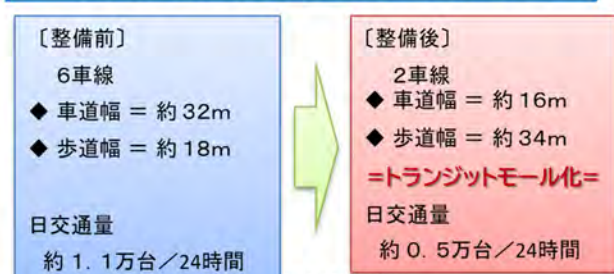 〔整備前〕
6車線
◆ 車道幅 = 約32m
◆ 歩道幅 = 約18m
日交通量
約1.1万台／24時間
〔整備後〕
2車線
◆ 車道幅 = 約16m
◆ 歩道幅 = 約34m
=トランジットモール化=
日交通量
約0.5万台／24時間